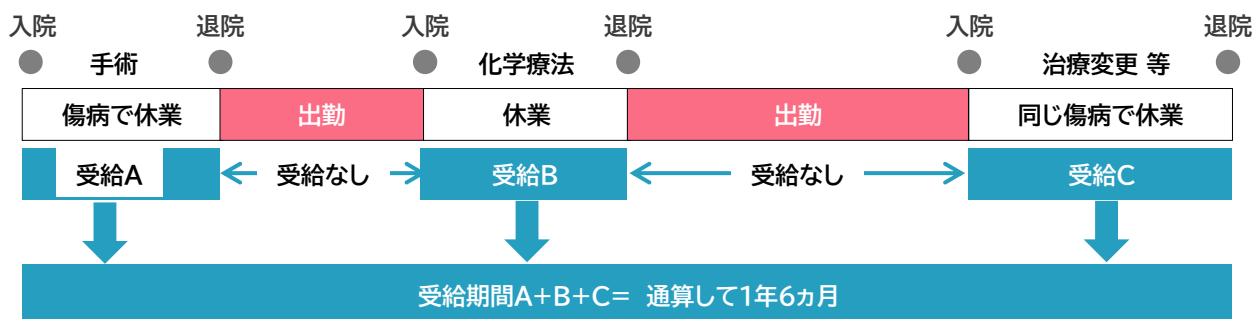 入院 退院 入院 退院 入院 退院
手術 化学療法 治療変更 等
傷病で休業 出勤 休業 出勤 同じ傷病で休業
受給A 受給なし 受給B 受給なし 受給C
受給期間A+B+C= 通算して1年6ヵ月